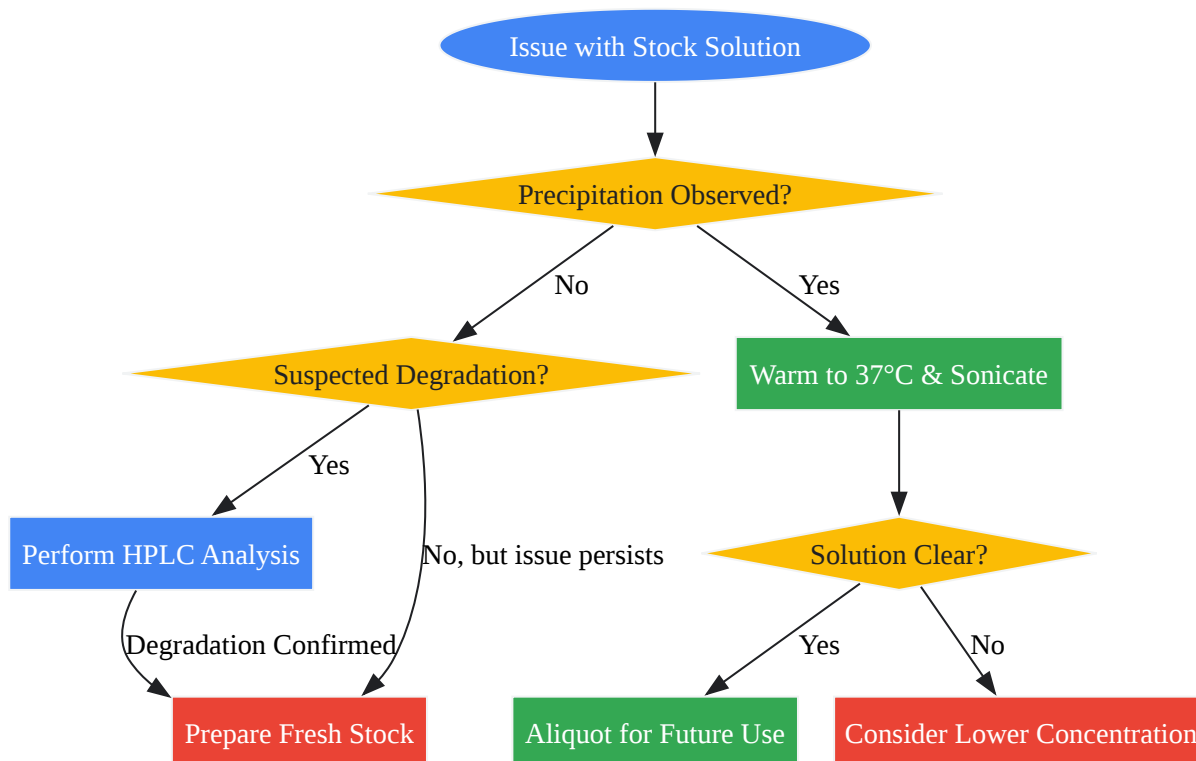 Issue with Stock Solution
Precipitation Observed?
No
Yes
Suspected Degradation?
Warm to 37°C & Sonicate
Yes
Perform HPLC Analysis
No, but issue persists
Solution Clear?
Degradation Confirmed
Yes
No
Prepare Fresh Stock
Aliquot for Future Use
Consider Lower Concentration